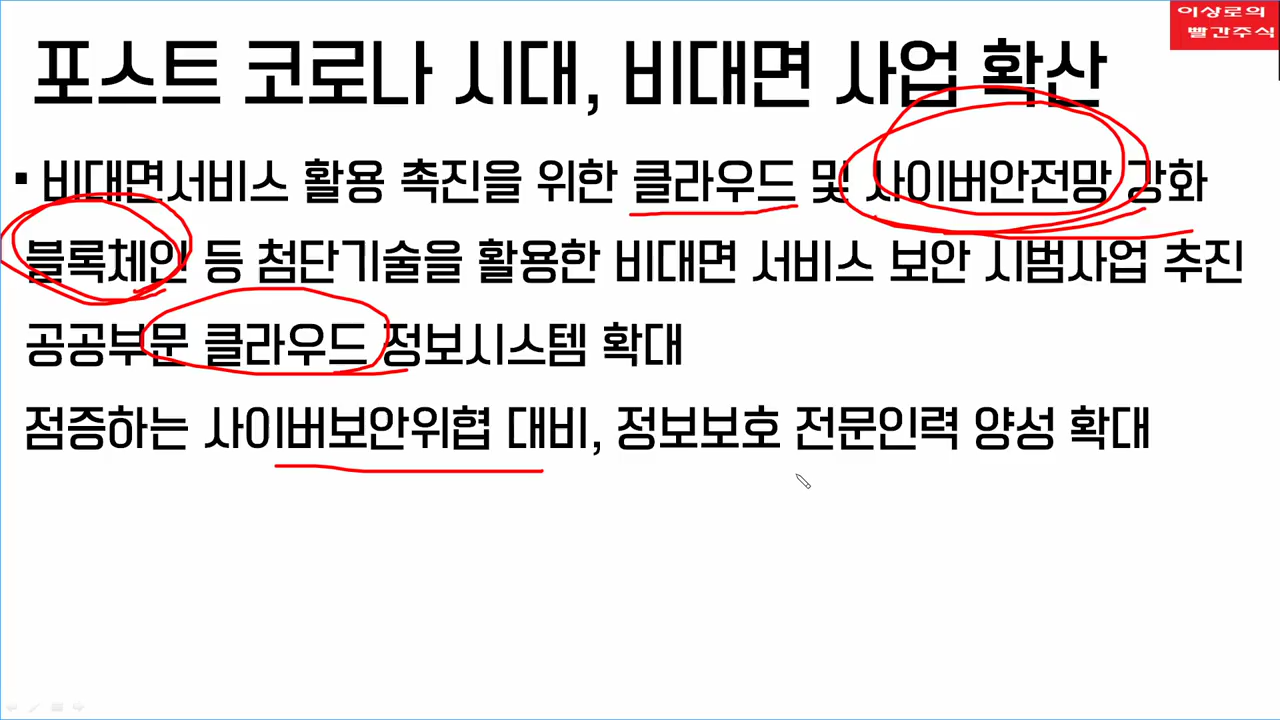 이상로의
빨간주식
포스트 코로나 시대, 비대면 사업 확산
▪ 비대면서비스 활용 촉진을 위한 클라우드 및 사이버안전망 강화
블록체인 등 첨단기술을 활용한 비대면 서비스 보안 시범사업 추진
공공부문 클라우드 정보시스템 확대
점증하는 사이버보안위협 대비, 정보보호 전문인력 양성 확대